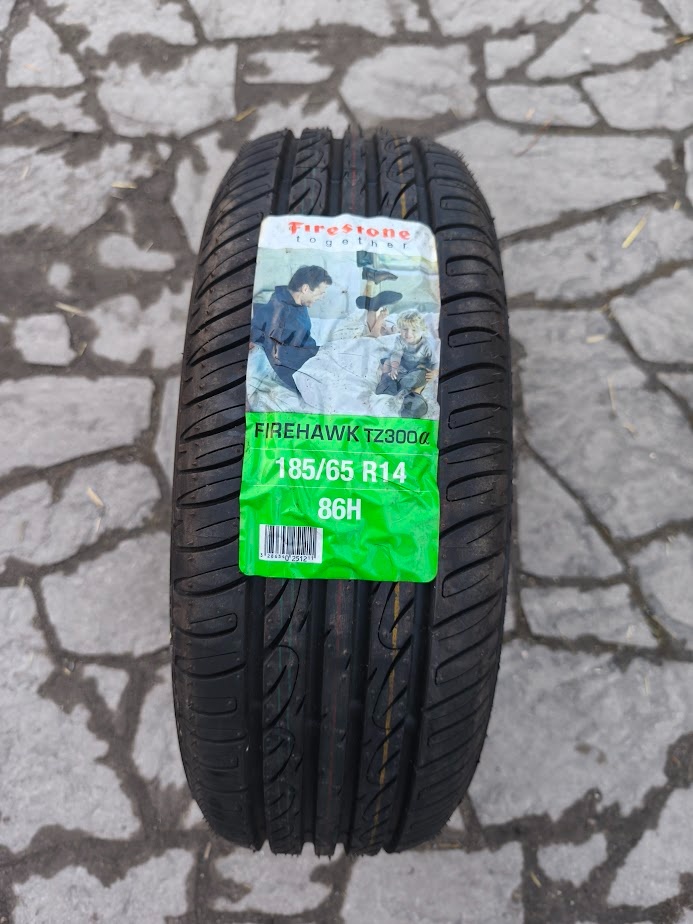 FIRESTONE
together
FIREHAWK TZ300α
185/65 R14
86H